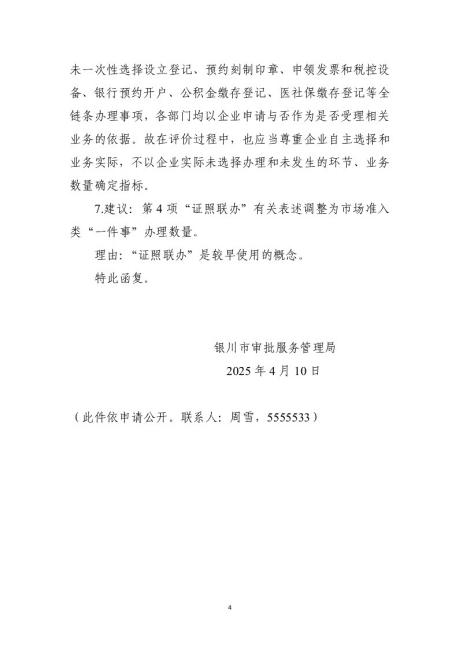 未一次性选择设立登记、预约刻制印章、申领发票和税控设
备、银行预约开户、公积金缴存登记、医社保缴存登记等全
链条办理事项，各部门均以企业申请与否作为是否受理相关
业务的依据。故在评价过程中，也应当尊重企业自主选择和
业务实际，不以企业实际未选择办理和未发生的环节、业务
数量确定指标。
7.建议：第 4 项“证照联办”有关表述调整为市场准入
类“一件事”办理数量。
理由：“证照联办”是较早使用的概念。
特此函复。
银川市审批服务管理局
2025 年 4 月 10 日
（此件依申请公开。联系人：周雪，5555533）
4